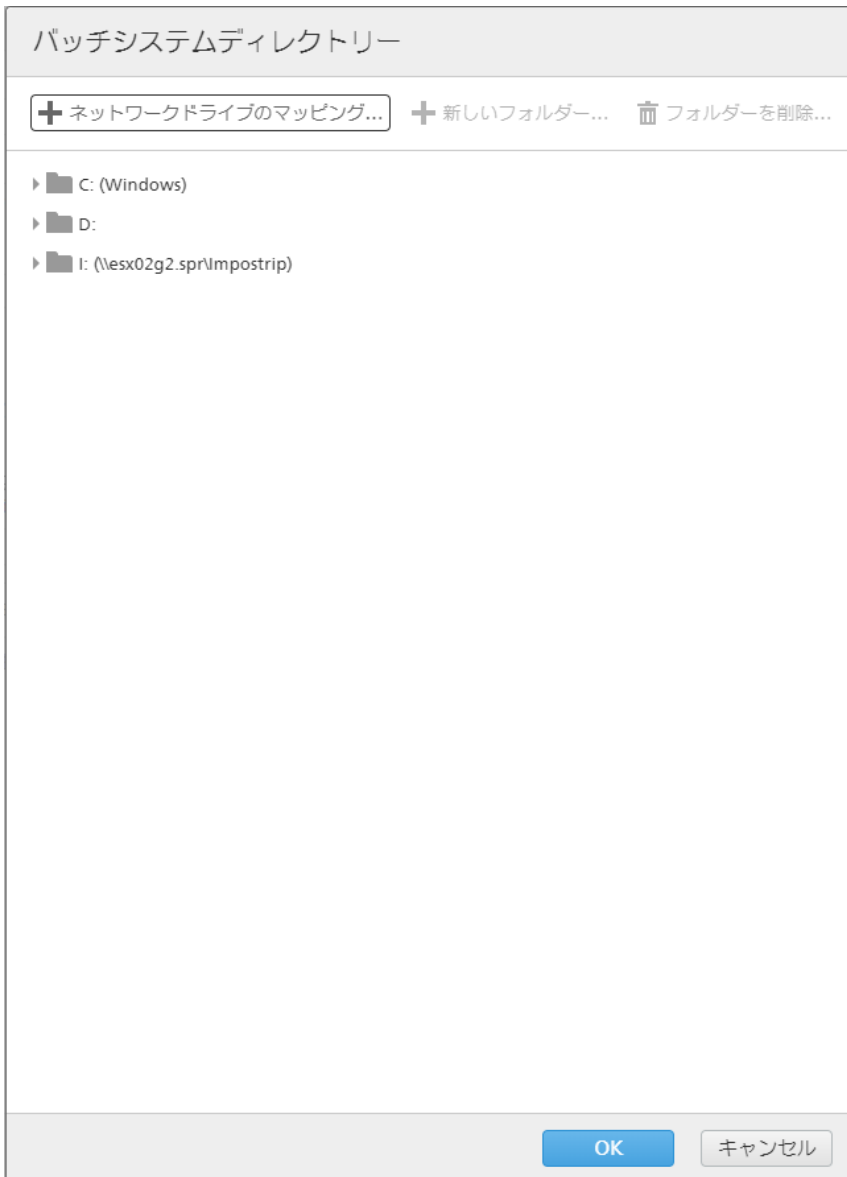 バッチシステムディレクトリー
ネットワークドライブのマッピング... 新しいフォルダー... フォルダーを削除...
C: (Windows)
D:
I: (\\esx02g2.spr\Impostrip)
OK キャンセル